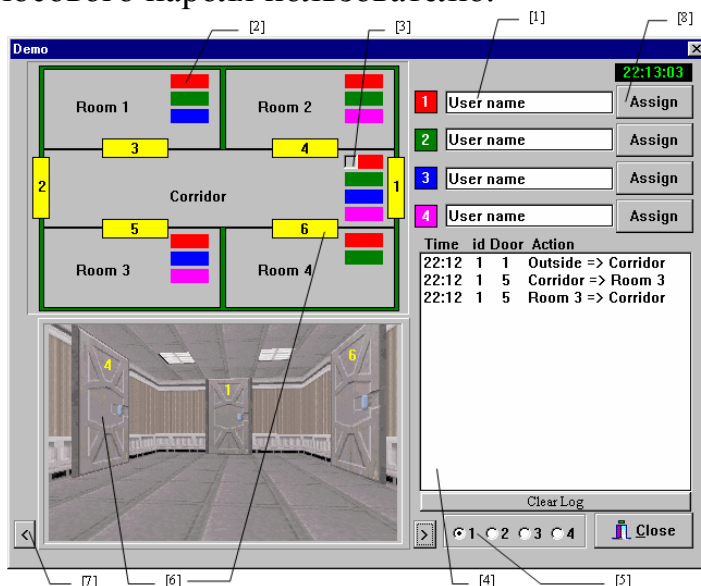 лосового пароля пользователю.
[2] [3] [1] [8]
Demo
22:13:03
Room 1 Room 2
1 User name Assign
2 User name Assign
3 4
3 User name Assign
2 Corridor 1
4 User name Assign
5 6
Room 3 Room 4
Time id Door Action
22:12 1 1 Outside => Corridor
22:12 1 5 Corridor => Room 3
22:12 1 5 Room 3 => Corridor
4 1 6
Clear Log
< > 1 2 3 4 Close
[7] [6] [4] [5]